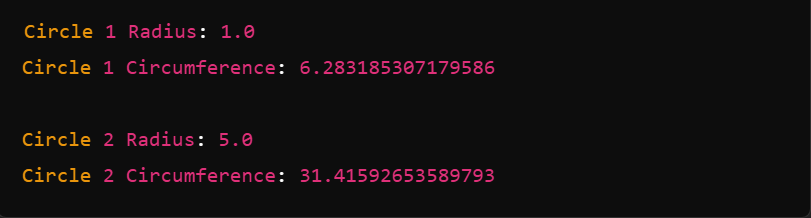 Circle 1 Radius: 1.0
Circle 1 Circumference: 6.283185307179586
Circle 2 Radius: 5.0
Circle 2 Circumference: 31.41592653589793